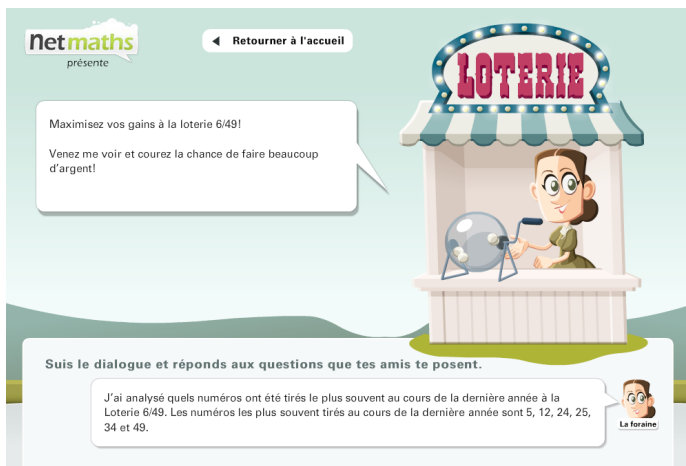 Netmaths
présente
Retourner à l'accueil
LOTERIE
Maximisez vos gains à la loterie 6/49!
Venez me voir et courez la chance de faire beaucoup
d'argent!
Suis le dialogue et réponds aux questions que tes amis te posent.
J'ai analysé quels numéros ont été tirés le plus souvent au cours de la dernière année à la
Loterie 6/49. Les numéros les plus souvent tirés au cours de la dernière année sont 5, 12, 24, 25,
34 et 49.
La foraine